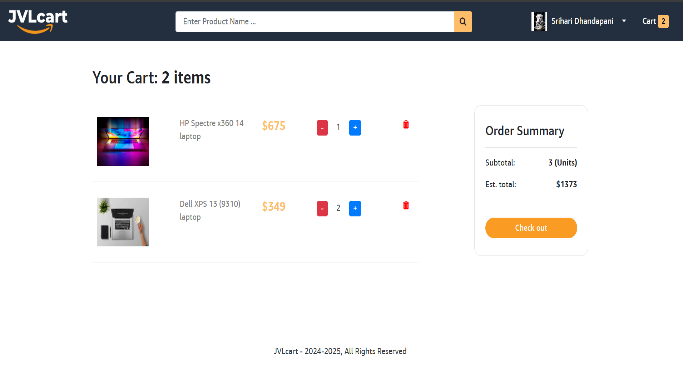 JVLcart
Enter Product Name ...
Srihari Dhandapani
Cart 2
Your Cart: 2 items
HP Spectre x360 14
laptop
$675
- 1 +
Dell XPS 13 (9310)
laptop
$349
- 2 +
Order Summary
Subtotal: 3 (Units)
Est. total: $1373
Check out
JVLcart - 2024-2025, All Rights Reserved